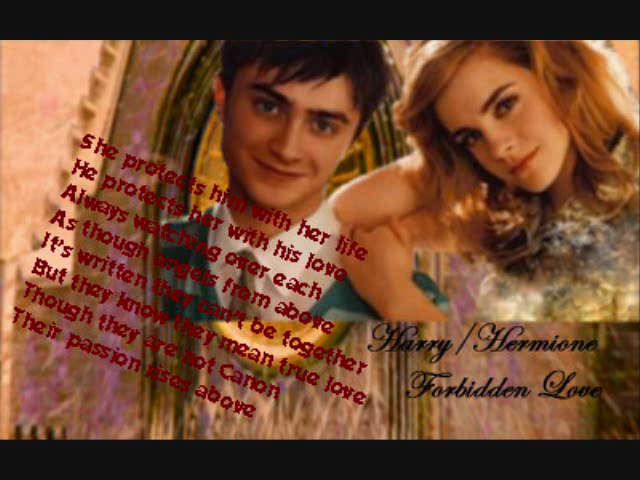 She protects him with her life
He protects her with his love
Always watching over each
As though angels from above
It's written they can't be together
But they know they mean true love
Though they are not Canon
Their passion rises above
Harry/Hermione
Forbidden Love